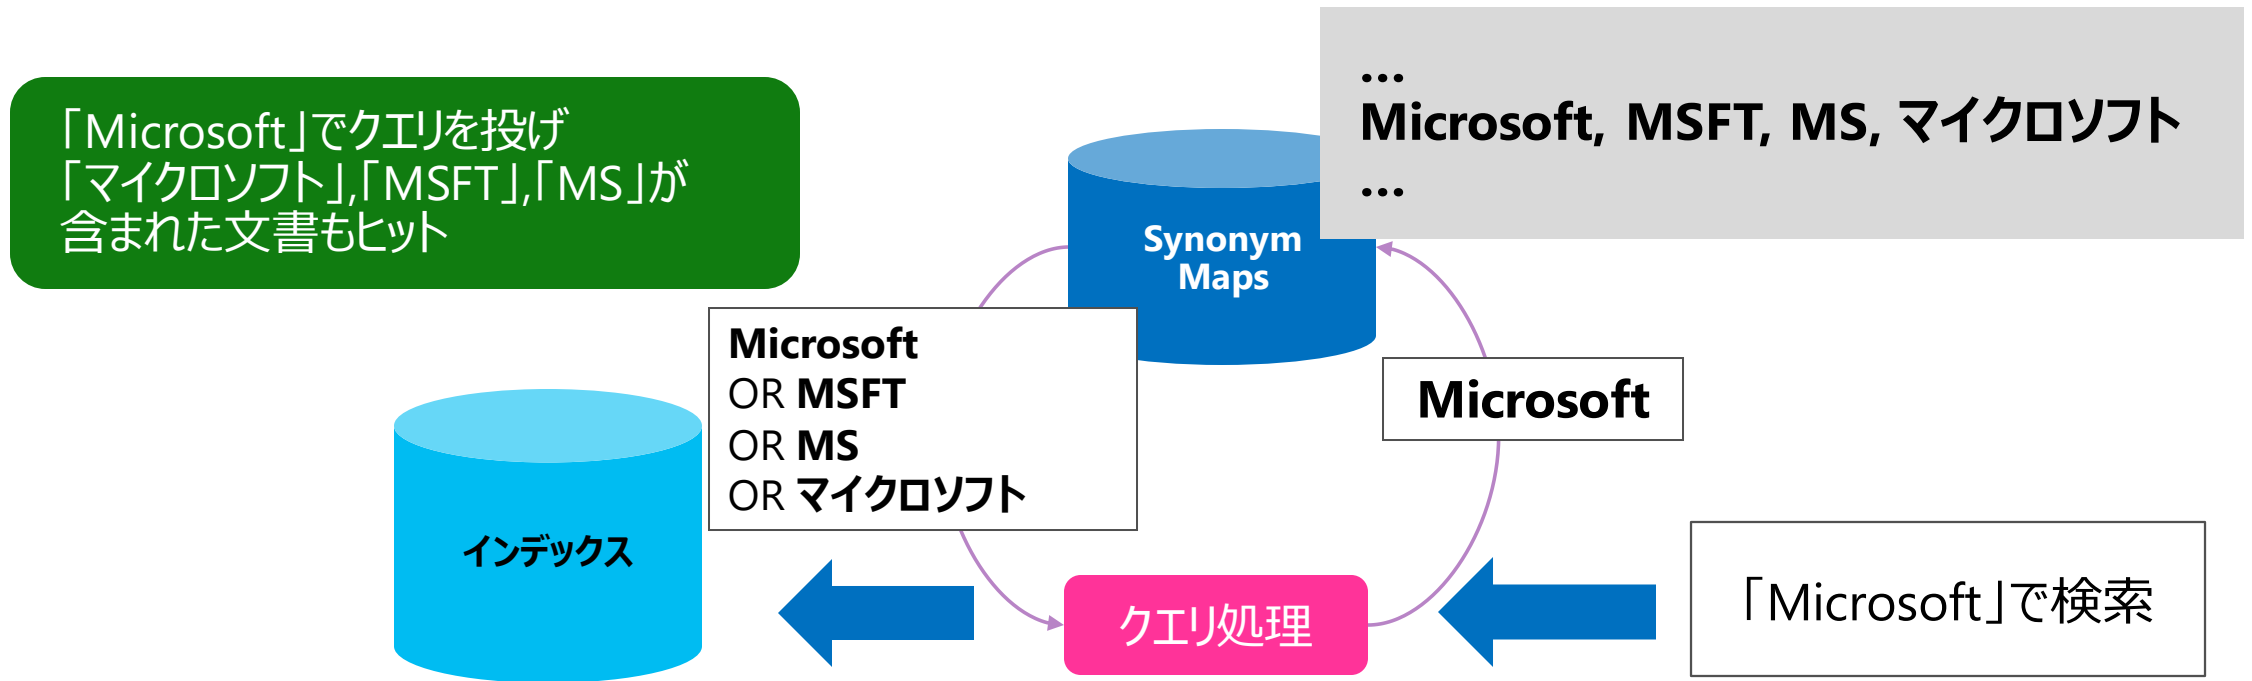 …
Microsoft, MSFT, MS, マイクロソフト
…
「Microsoft」でクエリを投げ
「マイクロソフト」,「MSFT」,「MS」が
含まれた文書もヒット
Synonym
Maps
Microsoft
OR MSFT
OR MS
OR マイクロソフト
Microsoft
インデックス
クエリ処理
「Microsoft」で検索